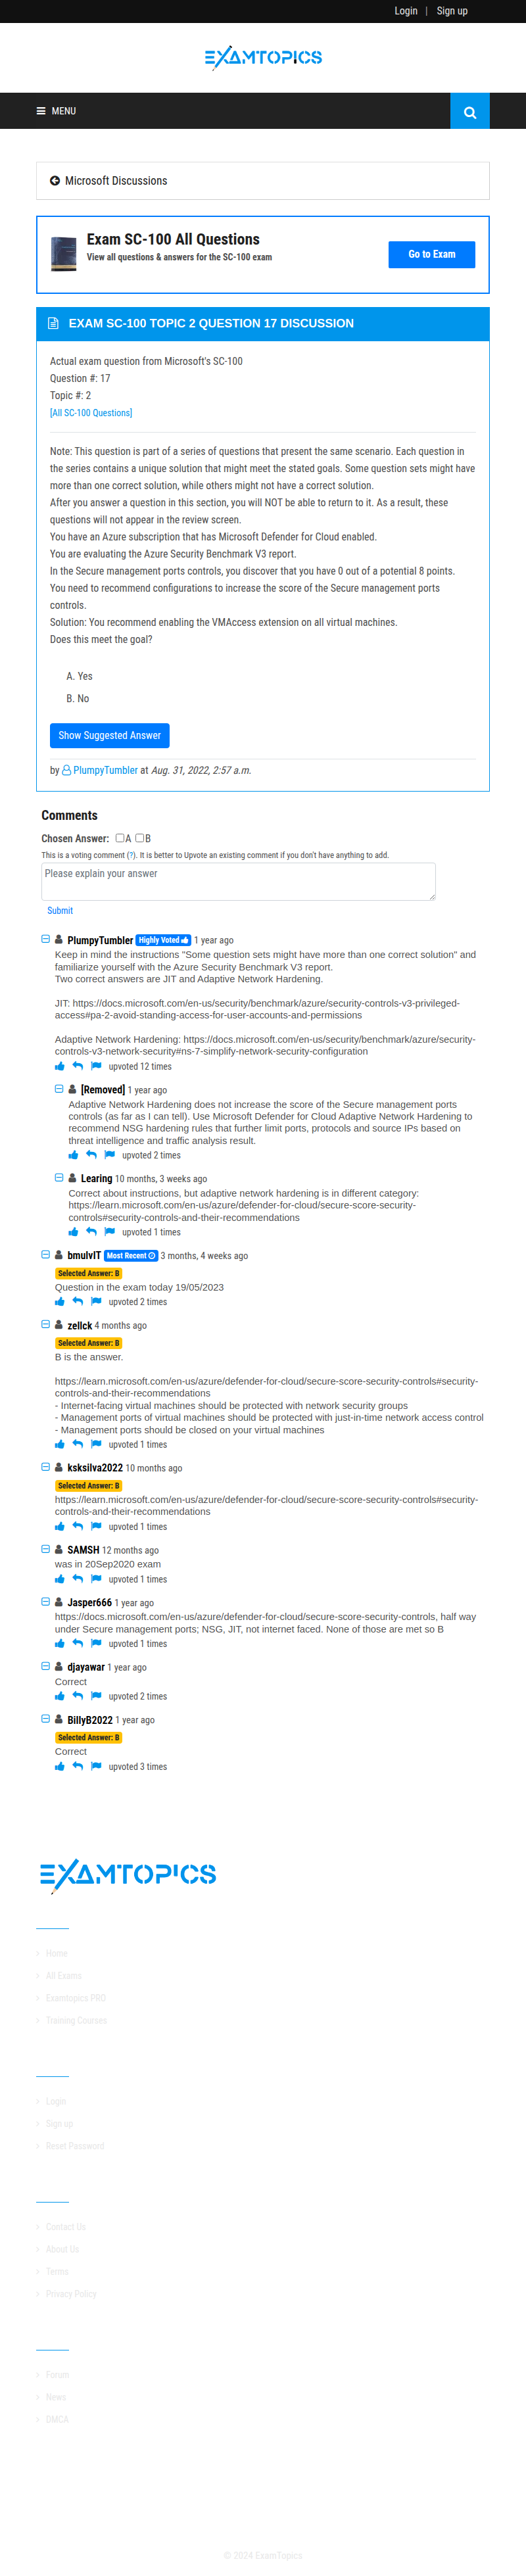 Login | Sign up
EXAMTOPICS
MENU
Microsoft Discussions
Exam SC-100 All Questions
View all questions & answers for the SC-100 exam
Go to Exam
EXAM SC-100 TOPIC 2 QUESTION 17 DISCUSSION
Actual exam question from Microsoft's SC-100
Question #: 17
Topic #: 2
[All SC-100 Questions]
Note: This question is part of a series of questions that present the same scenario. Each question in
the series contains a unique solution that might meet the stated goals. Some question sets might have
more than one correct solution, while others might not have a correct solution.
After you answer a question in this section, you will NOT be able to return to it. As a result, these
questions will not appear in the review screen.
You have an Azure subscription that has Microsoft Defender for Cloud enabled.
You are evaluating the Azure Security Benchmark V3 report.
In the Secure management ports controls, you discover that you have 0 out of a potential 8 points.
You need to recommend configurations to increase the score of the Secure management ports
controls.
Solution: You recommend enabling the VMAccess extension on all virtual machines.
Does this meet the goal?
A. Yes
B. No
Show Suggested Answer
by PlumpyTumbler at Aug. 31, 2022, 2:57 a.m.
Comments
Chosen Answer: A B
This is a voting comment (?). It is better to Upvote an existing comment if you don't have anything to add.
Please explain your answer
Submit
PlumpyTumbler Highly Voted 1 year ago
Keep in mind the instructions "Some question sets might have more than one correct solution" and
familiarize yourself with the Azure Security Benchmark V3 report.
Two correct answers are JIT and Adaptive Network Hardening.
JIT: https://docs.microsoft.com/en-us/security/benchmark/azure/security-controls-v3-privileged-
access#pa-2-avoid-standing-access-for-user-accounts-and-permissions
Adaptive Network Hardening: https://docs.microsoft.com/en-us/security/benchmark/azure/security-
controls-v3-network-security#ns-7-simplify-network-security-configuration
upvoted 12 times
[Removed] 1 year ago
Adaptive Network Hardening does not increase the score of the Secure management ports
controls (as far as I can tell). Use Microsoft Defender for Cloud Adaptive Network Hardening to
recommend NSG hardening rules that further limit ports, protocols and source IPs based on
threat intelligence and traffic analysis result.
upvoted 2 times
Learing 10 months, 3 weeks ago
Correct about instructions, but adaptive network hardening is in different category:
https://learn.microsoft.com/en-us/azure/defender-for-cloud/secure-score-security-
controls#security-controls-and-their-recommendations
upvoted 1 times
bmulvIT Most Recent 3 months, 4 weeks ago
Selected Answer: B
Question in the exam today 19/05/2023
upvoted 2 times
zellck 4 months ago
Selected Answer: B
B is the answer.
https://learn.microsoft.com/en-us/azure/defender-for-cloud/secure-score-security-controls#security-
controls-and-their-recommendations
- Internet-facing virtual machines should be protected with network security groups
- Management ports of virtual machines should be protected with just-in-time network access control
- Management ports should be closed on your virtual machines
upvoted 1 times
ksksilva2022 10 months ago
Selected Answer: B
https://learn.microsoft.com/en-us/azure/defender-for-cloud/secure-score-security-controls#security-
controls-and-their-recommendations
upvoted 1 times
SAMSH 12 months ago
was in 20Sep2020 exam
upvoted 1 times
Jasper666 1 year ago
https://docs.microsoft.com/en-us/azure/defender-for-cloud/secure-score-security-controls, half way
under Secure management ports; NSG, JIT, not internet faced. None of those are met so B
upvoted 1 times
djayawar 1 year ago
Correct
upvoted 2 times
BillyB2022 1 year ago
Selected Answer: B
Correct
upvoted 3 times
EXAMTOPICS
Home
All Exams
Examtopics PRO
Training Courses
Login
Sign up
Reset Password
Contact Us
About Us
Terms
Privacy Policy
Forum
News
DMCA
© 2024 ExamTopics